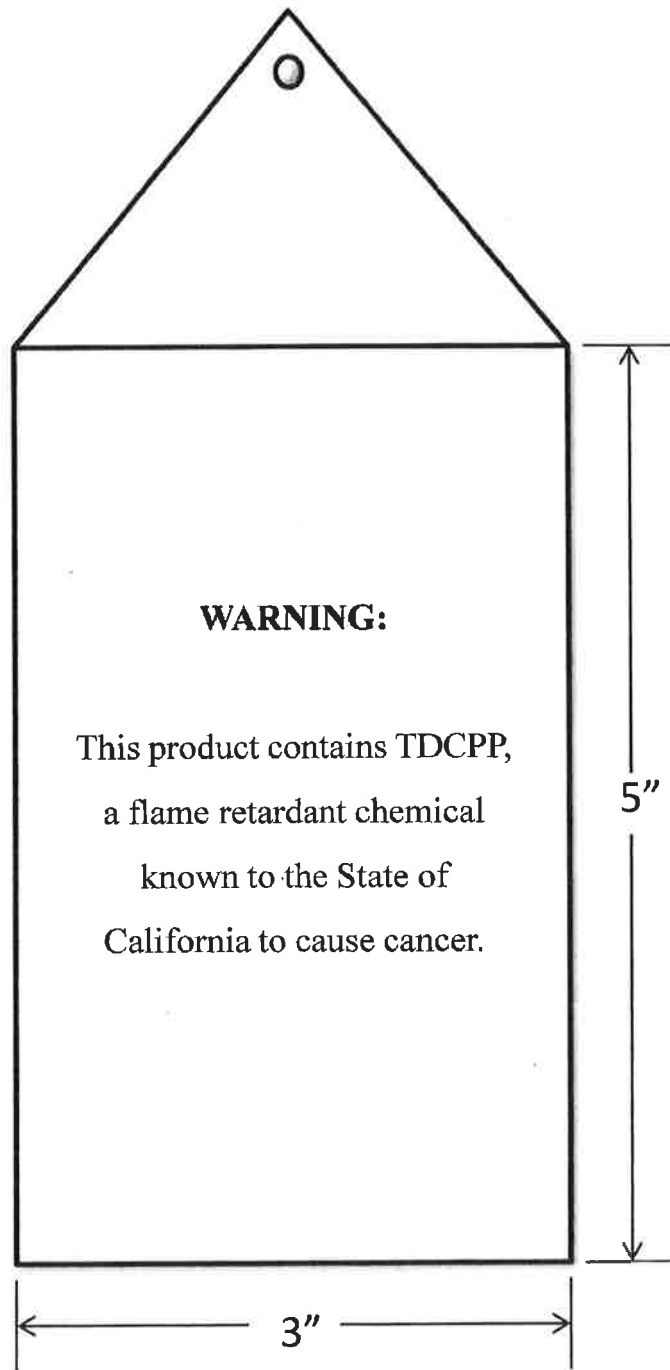 WARNING:
This product contains TDCPP,
a flame retardant chemical
known to the State of
California to cause cancer.
5"
3"